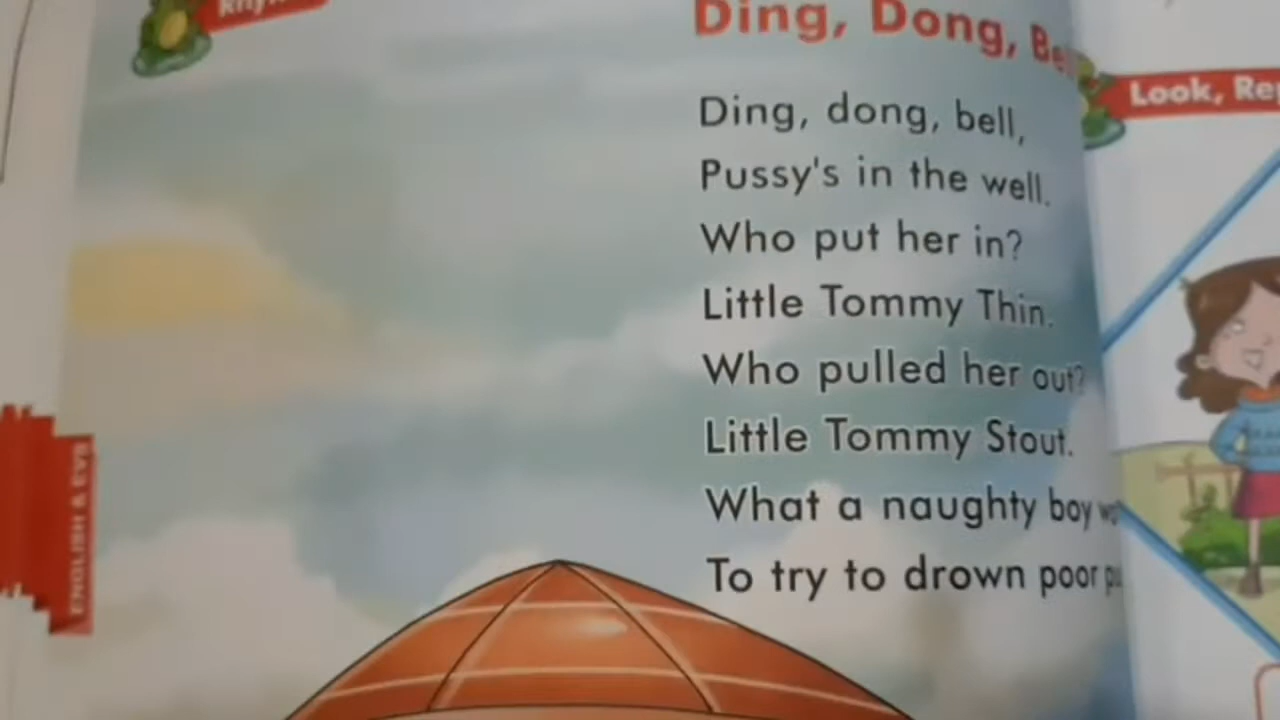 Ding, Dong,
Ding, dong, bell,
Pussy's in the well.
Who put her in?
Little Tommy Thin.
Who pulled her out?
Little Tommy Stout.
What a naughty boy
To try to drown poor
Look,
ENGLISH & EVS